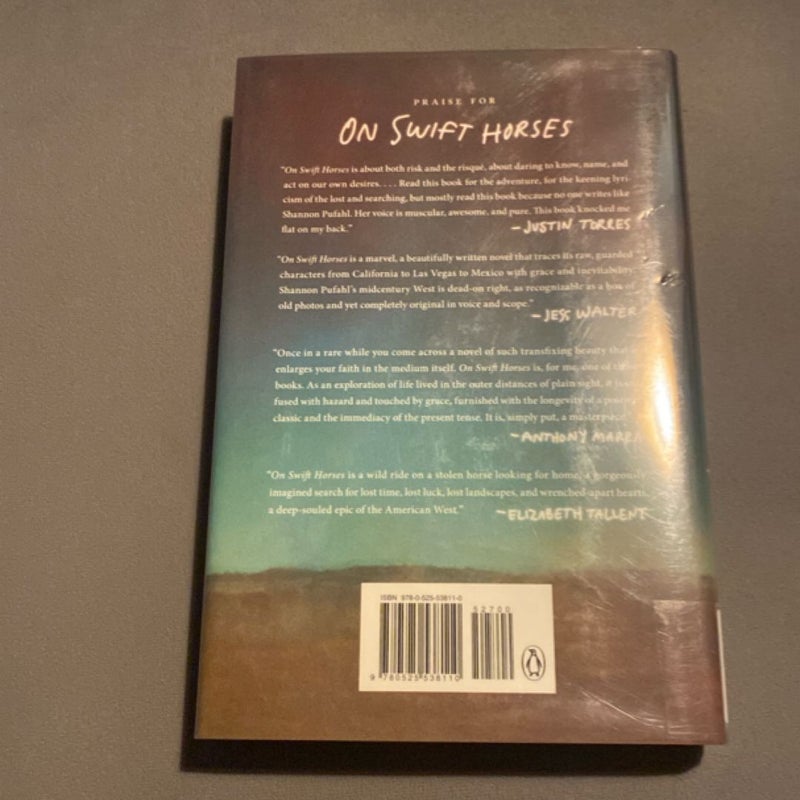 PRAISE FOR
ON SWIFT HORSES
"On Swift Horses is about both risk and the risqué, about daring to know, name, and
act on our own desires. . . . Read this book for the adventure, for the keening lyri-
cism of the lost and searching, but mostly read this book because no one writes like
Shannon Pufahl. Her voice is muscular, awesome, and pure. This book knocked me
flat on my back."
—JUSTIN TORRES
"On Swift Horses is a marvel, a beautifully written novel that traces its raw, guarded
characters from California to Las Vegas to Mexico with grace and inevitability.
Shannon Pufahl's midcentury West is dead-on right, as recognizable as a box of
old photos and yet completely original in voice and scope."
—JESS WALTER
"Once in a rare while you come across a novel of such transfixing beauty that
enlarges your faith in the medium itself. On Swift Horses is, for me, one of
books. As an exploration of life lived in the outer distances of plain sight, it is
fused with hazard and touched by grace, furnished with the longevity of a
classic and the immediacy of the present tense. It is, simply put, a masterpiece."
—ANTHONY MARRA
"On Swift Horses is a wild ride on a stolen horse looking for home, a gorgeously
imagined search for lost time, lost luck, lost landscapes, and wrenched-apart hearts,
a deep-souled epic of the American West."
—ELIZABETH TALLENT
ISBN 978-0-525-53811-0
52700
9 780525 538110